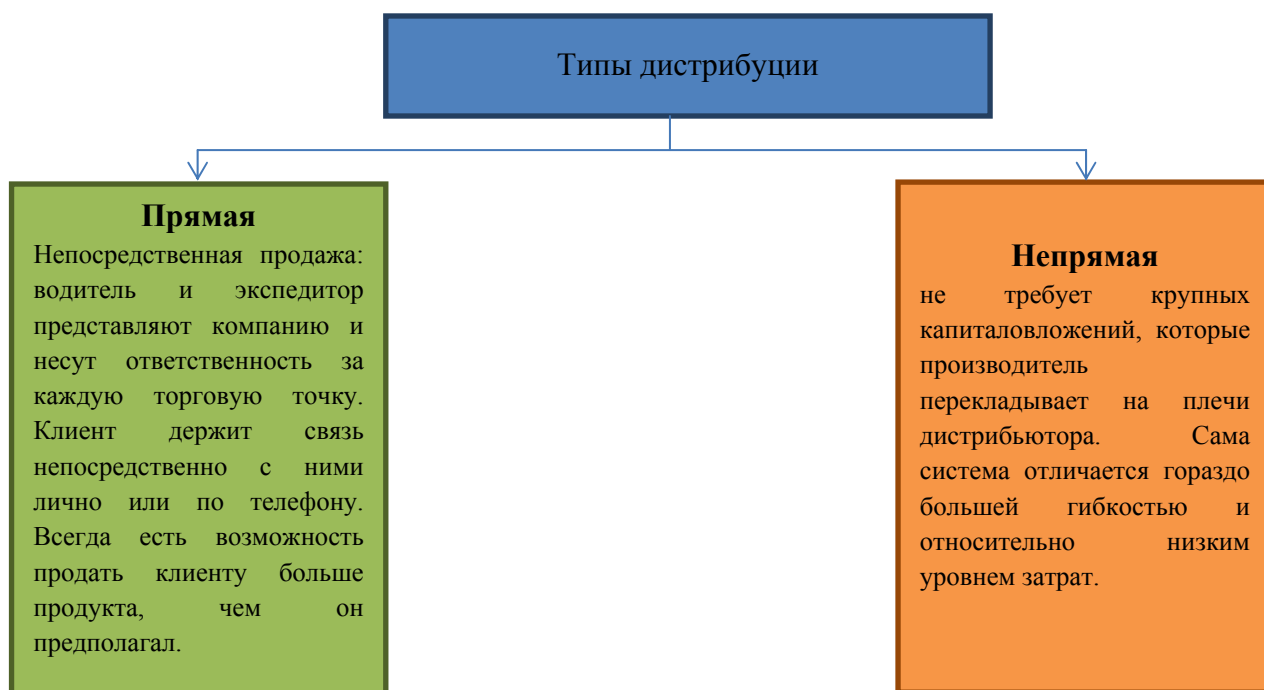 Типы дистрибуции
Прямая
Непосредственная продажа:
водитель и экспедитор
представляют компанию и
несут ответственность за
каждую торговую точку.
Клиент держит связь
непосредственно с ними
лично или по телефону.
Всегда есть возможность
продать клиенту больше
продукта, чем он
предполагал.
Непрямая
не требует крупных
капиталовложений, которые
производитель
перекладывает на плечи
дистрибьютора. Сама
система отличается гораздо
большей гибкостью и
относительно низким
уровнем затрат.